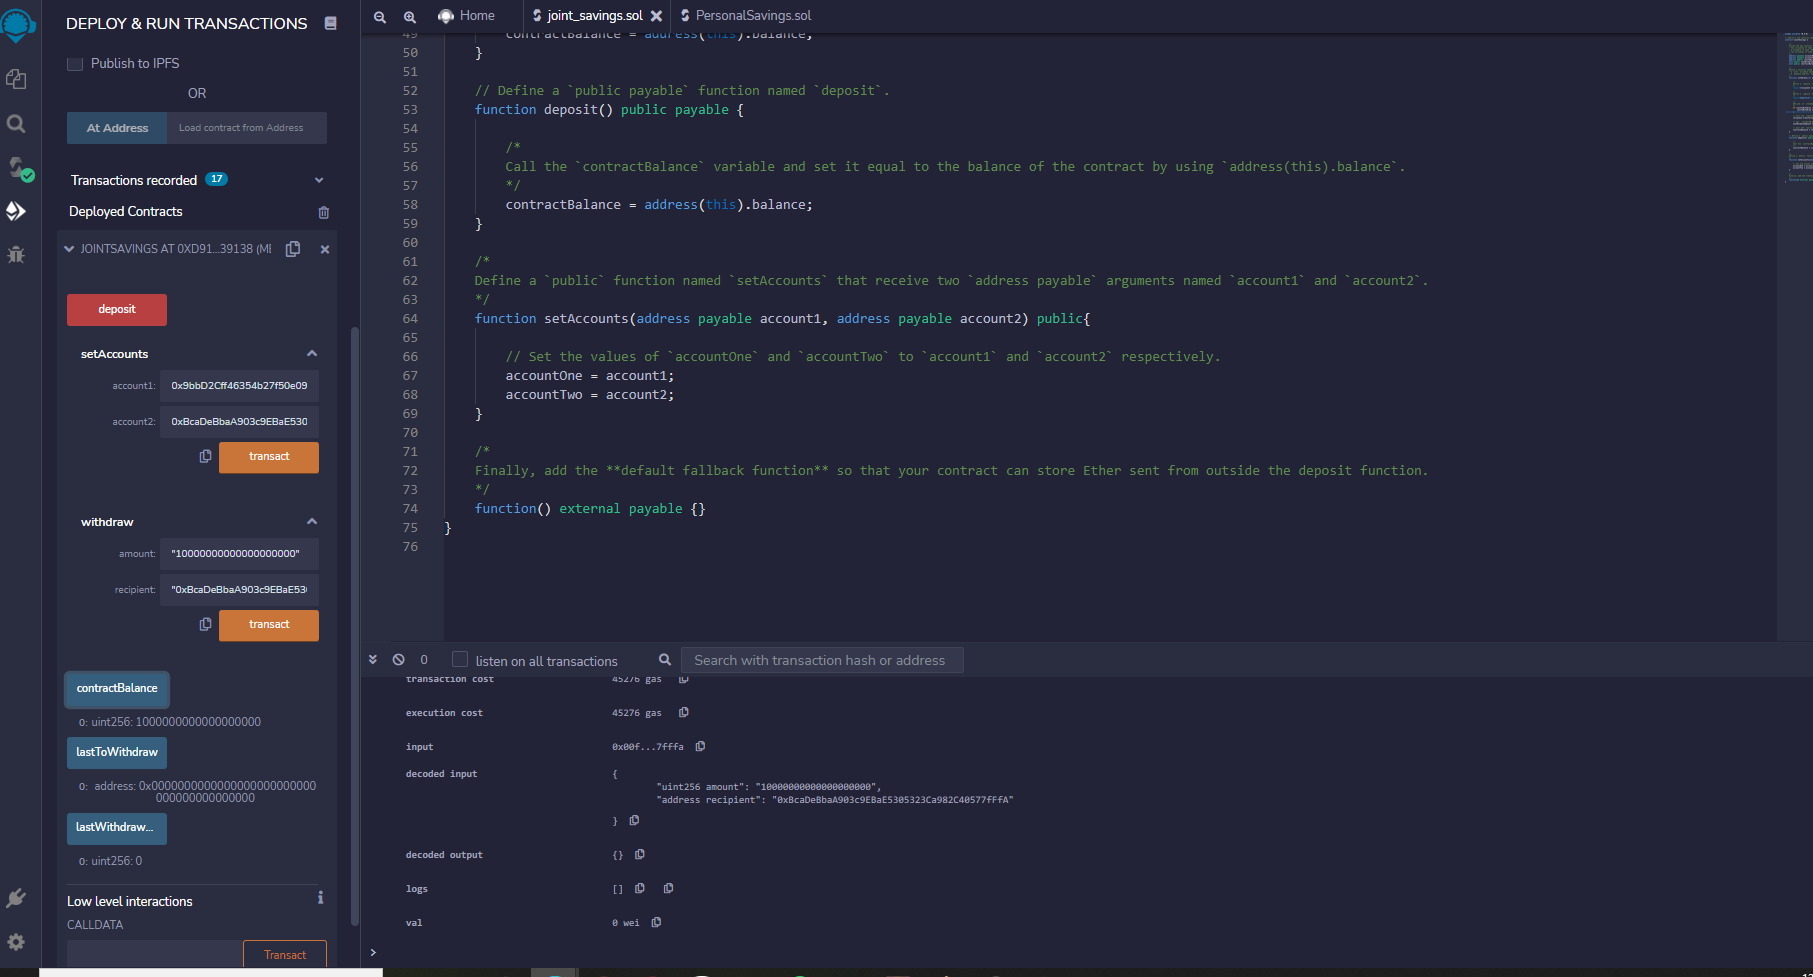 DEPLOY & RUN TRANSACTIONS
Publish to IPFS
OR
At Address
Load contract from Address
Transactions recorded 17
Deployed Contracts
JOINTSAVINGS AT 0XD91...39138 (ME
deposit
setAccounts
account1: 0x9bbD2Cff46354b27f50e09
account2: 0xBcaDeBbaA903c9EBaE530
transact
withdraw
amount: "10000000000000000000"
recipient: "0xBcaDeBbaA903c9EBaE53
transact
contractBalance
0: uint256: 1000000000000000000
lastToWithdraw
0: address: 0x0000000000000000000000000000000000000000
lastWithdraw...
0: uint256: 0
Low level interactions
i
CALLDATA
Transact
Home
joint_savings.sol
PersonalSavings.sol
49 contractBalance = address(this).balance;
50 }
51
52 // Define a `public payable` function named `deposit`.
53 function deposit() public payable {
54
55 /*
56 Call the `contractBalance` variable and set it equal to the balance of the contract by using `address(this).balance`.
57 */
58 contractBalance = address(this).balance;
59 }
60
61 /*
62 Define a `public` function named `setAccounts` that receive two `address payable` arguments named `account1` and `account2`.
63 */
64 function setAccounts(address payable account1, address payable account2) public{
65
66 // Set the values of `accountOne` and `accountTwo` to `account1` and `account2` respectively.
67 accountOne = account1;
68 accountTwo = account2;
69 }
70
71 /*
72 Finally, add the **default fallback function** so that your contract can store Ether sent from outside the deposit function.
73 */
74 function() external payable {}
75 }
76
0
listen on all transactions
Search with transaction hash or address
transaction cost 45276 gas
execution cost 45276 gas
input 0x00f...7fffa
decoded input {
"uint256 amount": "10000000000000000000",
"address recipient": "0xBcaDeBbaA903c9EBaE5305323Ca982C40577fffA"
}
decoded output {}
logs []
val 0 wei
>